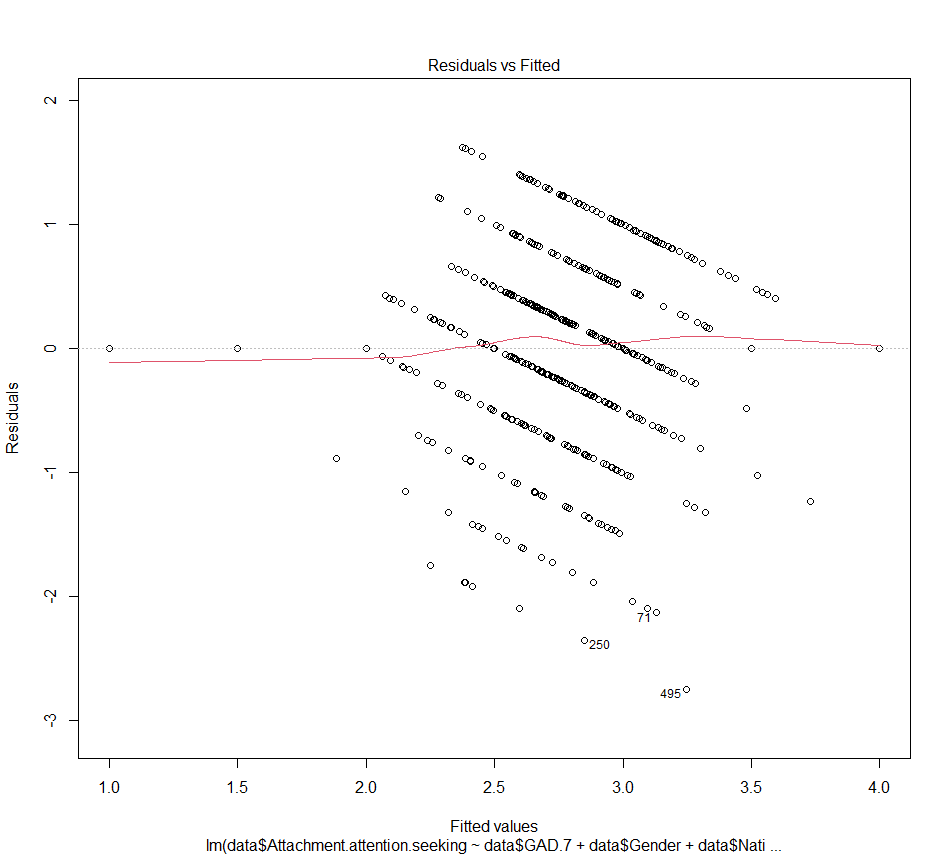 Residuals vs Fitted
2
1
0
-1
-2
-3
Residuals
71
250
495
1.0 1.5 2.0 2.5 3.0 3.5 4.0
Fitted values
lm(data$Attachment.attention.seeking ~ data$GAD.7 + data$Gender + data$Nati ...